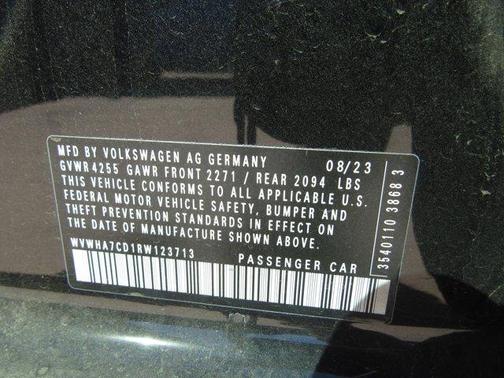 MFD BY VOLKSWAGEN AG GERMANY 08/23
GVWR 4255 GAWR FRONT 2271 / REAR 2094 LBS
THIS VEHICLE CONFORMS TO ALL APPLICABLE U.S.
FEDERAL MOTOR VEHICLE SAFETY, BUMPER AND
THEFT PREVENTION STANDARDS IN EFFECT ON
THE DATE OF MANUFACTURE SHOWN ABOVE.
WVWHA7CD1RW123713 PASSENGER CAR
3540110 3868 3